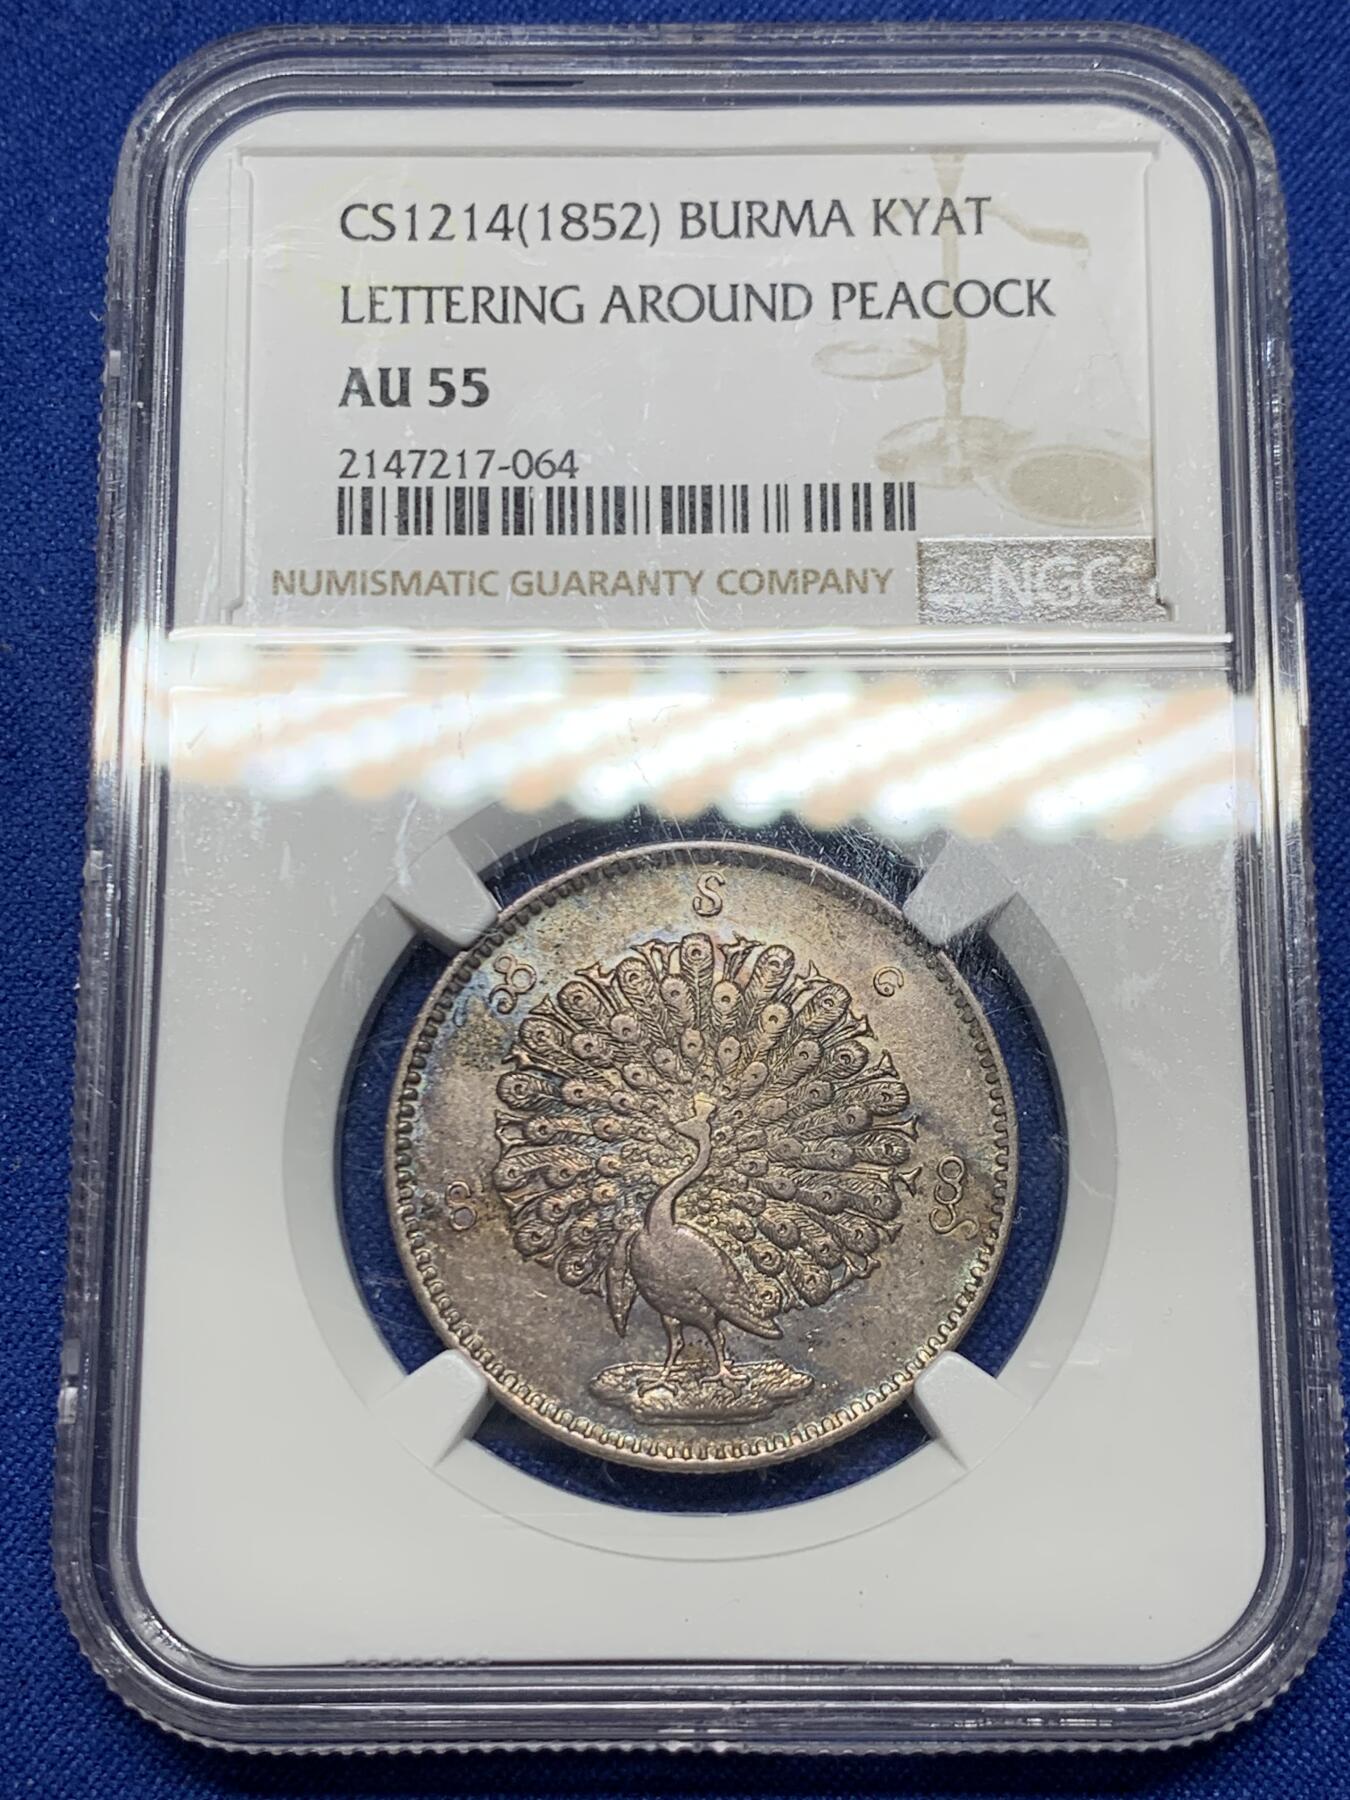 CS1214(1852) BURMA KYAT
LETTERING AROUND PEACOCK
AU 55
2147217-064
NUMISMATIC GUARANTY COMPANY
NGC